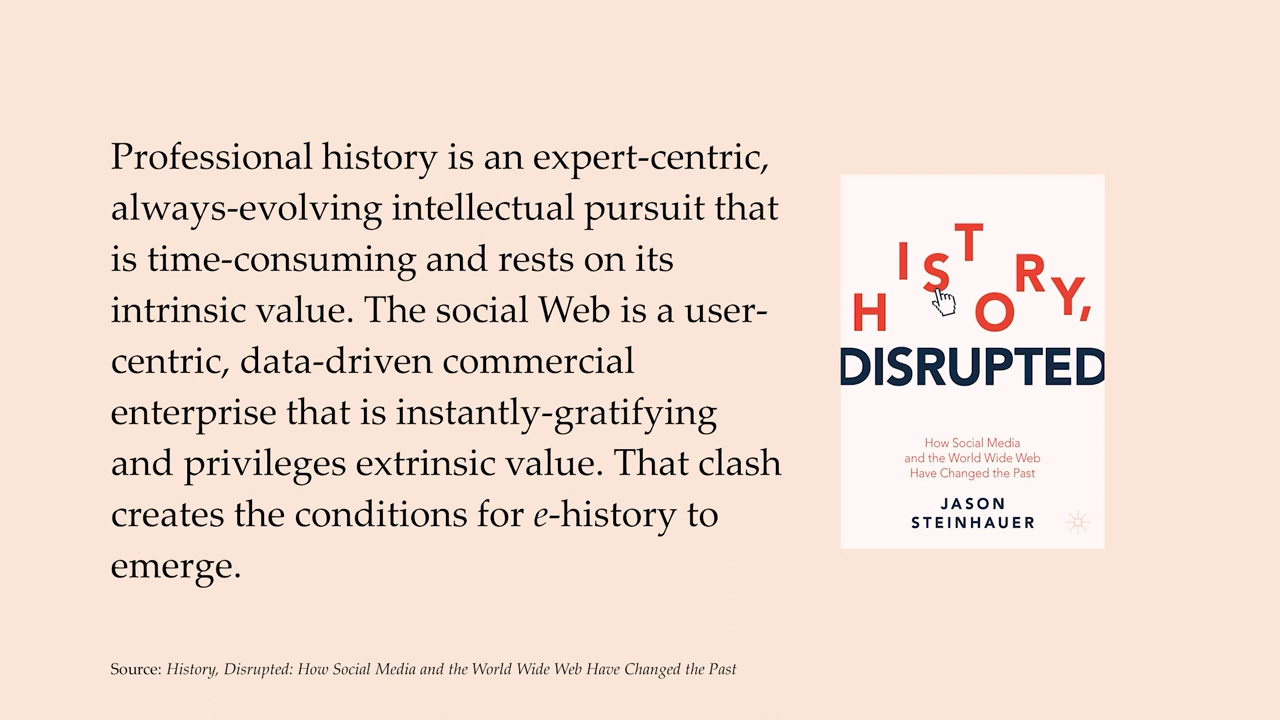 Professional history is an expert-centric,
always-evolving intellectual pursuit that
is time-consuming and rests on its
intrinsic value. The social Web is a user-
centric, data-driven commercial
enterprise that is instantly-gratifying
and privileges extrinsic value. That clash
creates the conditions for e-history to
emerge.
HISTORY,
DISRUPTED
How Social Media
and the World Wide Web
Have Changed the Past
JASON
STEINHAUER
Source: History, Disrupted: How Social Media and the World Wide Web Have Changed the Past